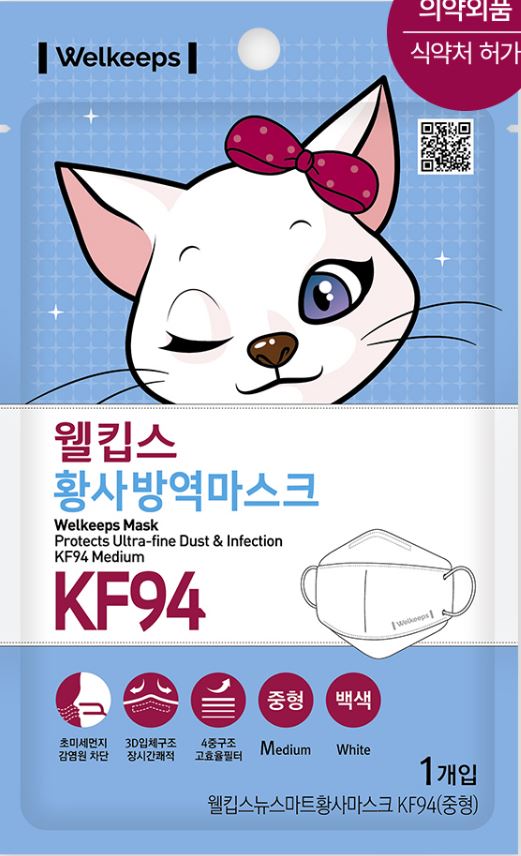 의약외품
식약처 허가
Welkeeps
웰킵스
황사방역마스크
Welkeeps Mask
Protects Ultra-fine Dust & Infection
KF94 Medium
KF94
Welkeeps
초미세먼지
감염원 차단
3D입체구조
장시간쾌적
4중구조
고효율필터
중형
Medium
백색
White
1개입
웰킵스뉴스마트황사마스크 KF94(중형)